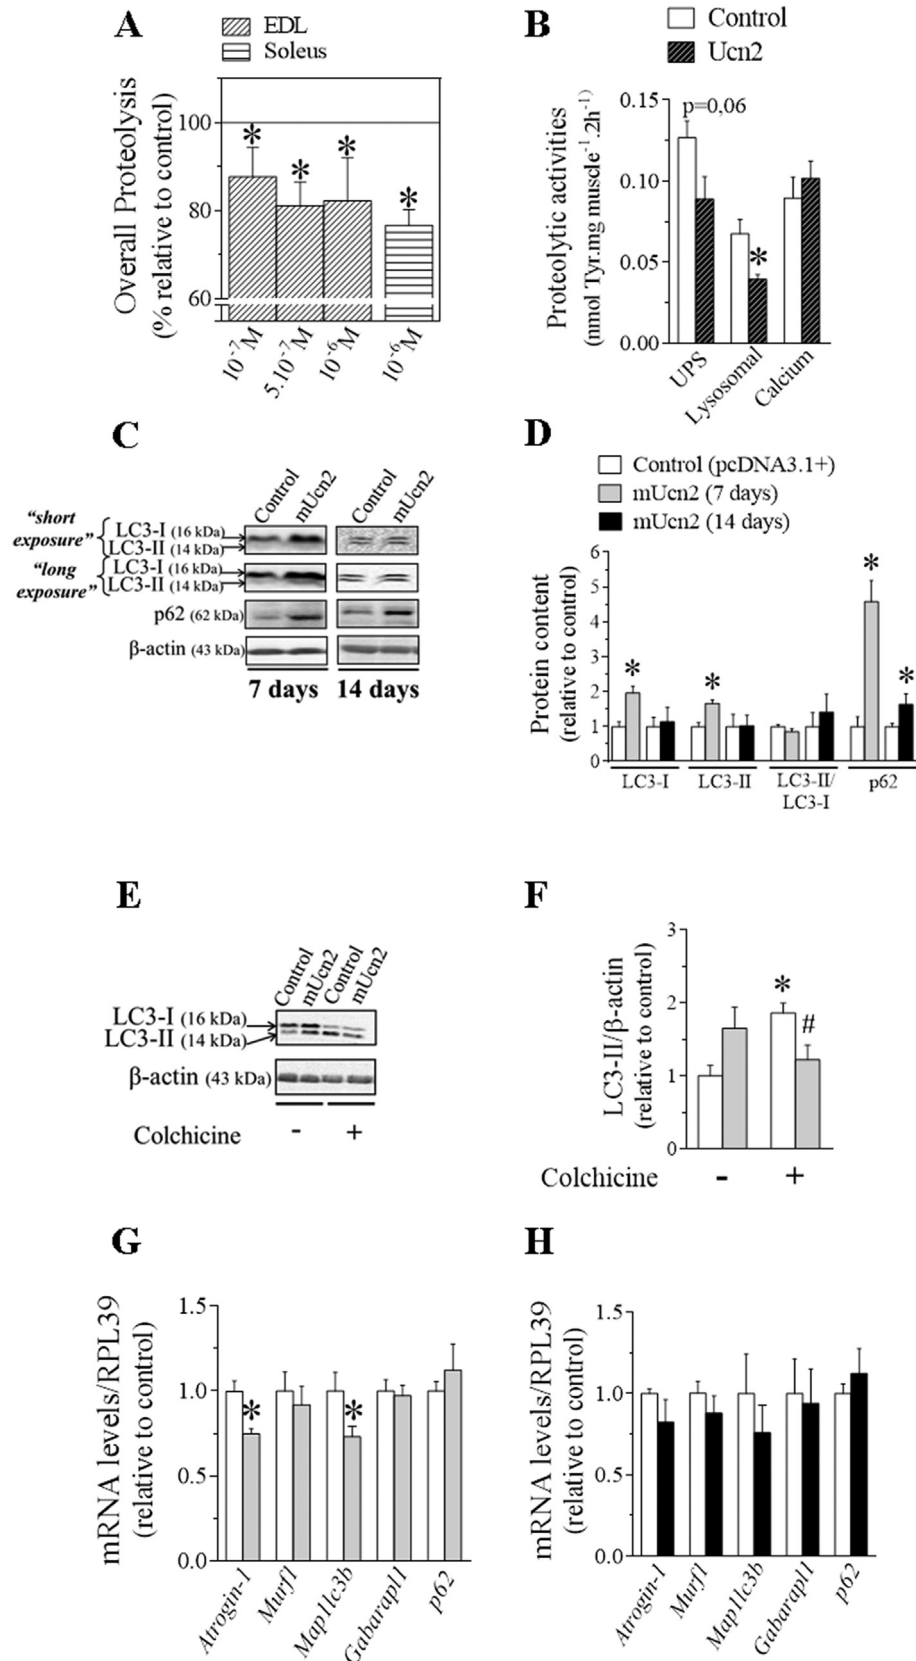 A
EDL
Soleus
Overall Proteolysis
(% relative to control)
100
80
60
*
*
*
*
10⁻⁷M
5.10⁻⁷M
10⁻⁶M
10⁻⁶M
B
Control
Ucn2
Proteolytic activities
(nmol Tyr.mg muscle⁻¹.2h⁻¹)
0.15
0.10
0.05
0.00
p=0,06
*
UPS
Lysosomal
Calcium
C
Control
mUcn2
Control
mUcn2
“short
exposure”
LC3-I (16 kDa)
LC3-II (14 kDa)
“long
exposure”
LC3-I (16 kDa)
LC3-II (14 kDa)
p62 (62 kDa)
β-actin (43 kDa)
7 days 14 days
D
Control (pcDNA3.1+)
mUcn2 (7 days)
mUcn2 (14 days)
Protein content
(relative to control)
6
5
4
3
2
1
0
*
*
*
*
LC3-I
LC3-II
LC3-II/
LC3-I
p62
E
Control
mUcn2
Control
mUcn2
LC3-I (16 kDa)
LC3-II (14 kDa)
β-actin (43 kDa)
Colchicine - +
F
LC3-II/β-actin
(relative to control)
3
2
1
0
*
#
Colchicine - +
G
mRNA levels/RPL39
(relative to control)
1.5
1.0
0.5
0.0
*
*
Atrogin-1
Murf1
Map1lc3b
Gabarapl1
p62
H
mRNA levels/RPL39
(relative to control)
1.5
1.0
0.5
0.0
Atrogin-1
Murf1
Map1lc3b
Gabarapl1
p62